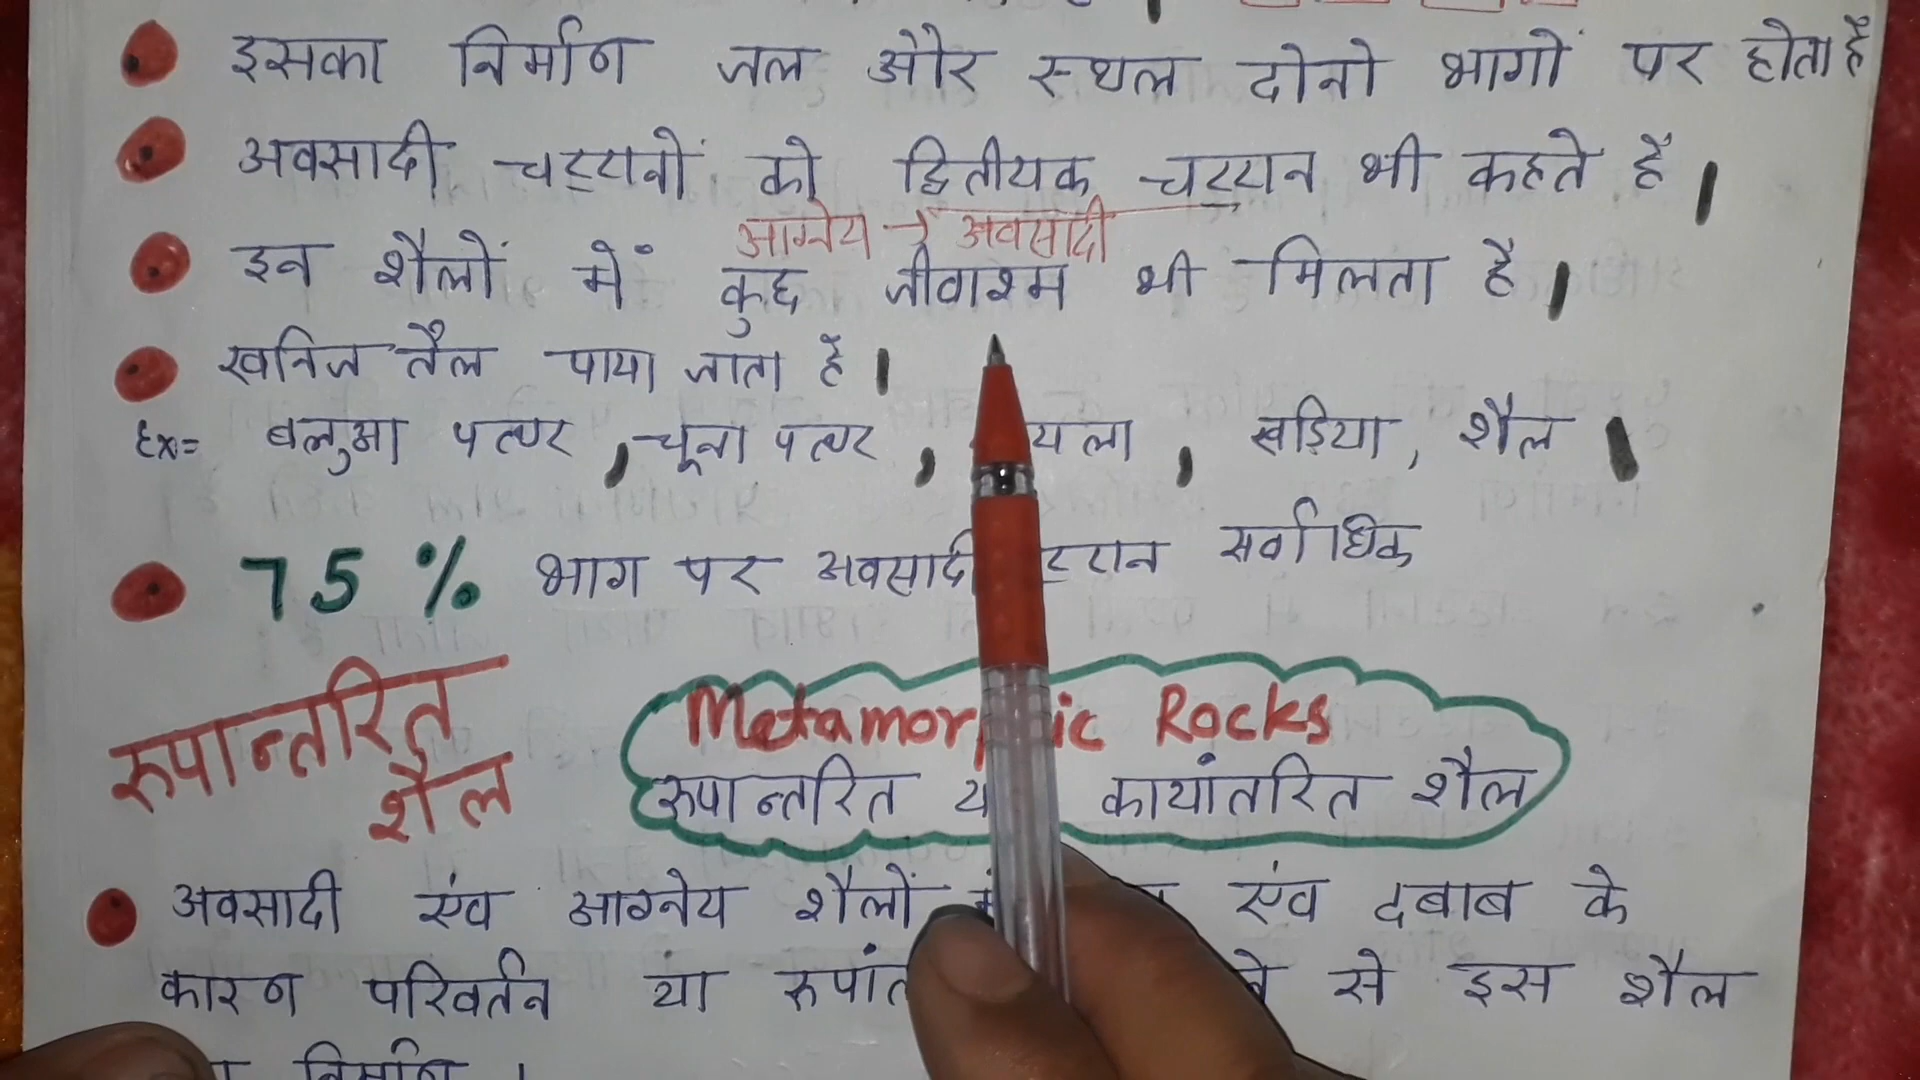 इसका निर्माण जल और स्थल दोनो भागों पर होता है
अवसादी चट्टानों को द्वितीयक चट्टान भी कहते है।
आग्नेय → अवसादी
इन शैलों में कुछ जीवाश्म भी मिलता है।
खनिज तैल पाया जाता है।
Ex= बलुआ पत्थर, चूना पत्थर, यला, खड़िया, शैल।
75% भाग पर अवसादी ट्टान सर्वाधिक
रुपान्तरित
शैल
Metamorp ic Rocks
रुपान्तरित य कायांतरित शैल
अवसादी एंव आग्नेय शैलों एंव दबाब के
कारण परिवर्तन या रुपांत से इस शैल
निर्माण।